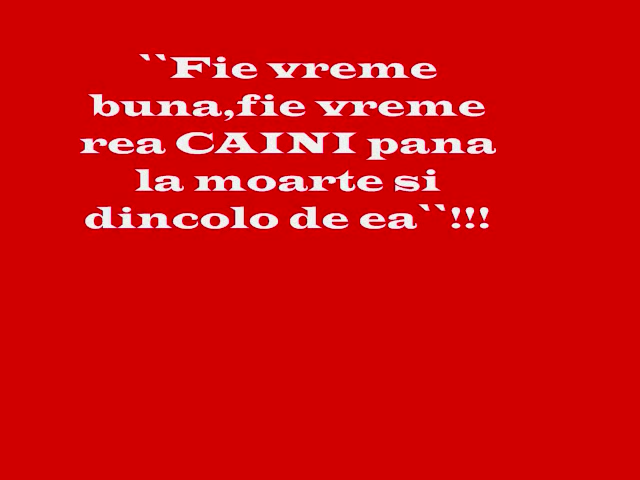 ``Fie vreme
buna,fie vreme
rea CAINI pana
la moarte si
dincolo de ea``!!!